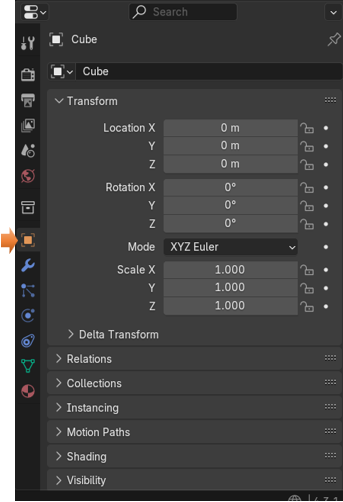 Search
Cube
Cube
Transform
Location X 0 m
Y 0 m
Z 0 m
Rotation X 0°
Y 0°
Z 0°
Mode XYZ Euler
Scale X 1.000
Y 1.000
Z 1.000
Delta Transform
Relations
Collections
Instancing
Motion Paths
Shading
Visibility